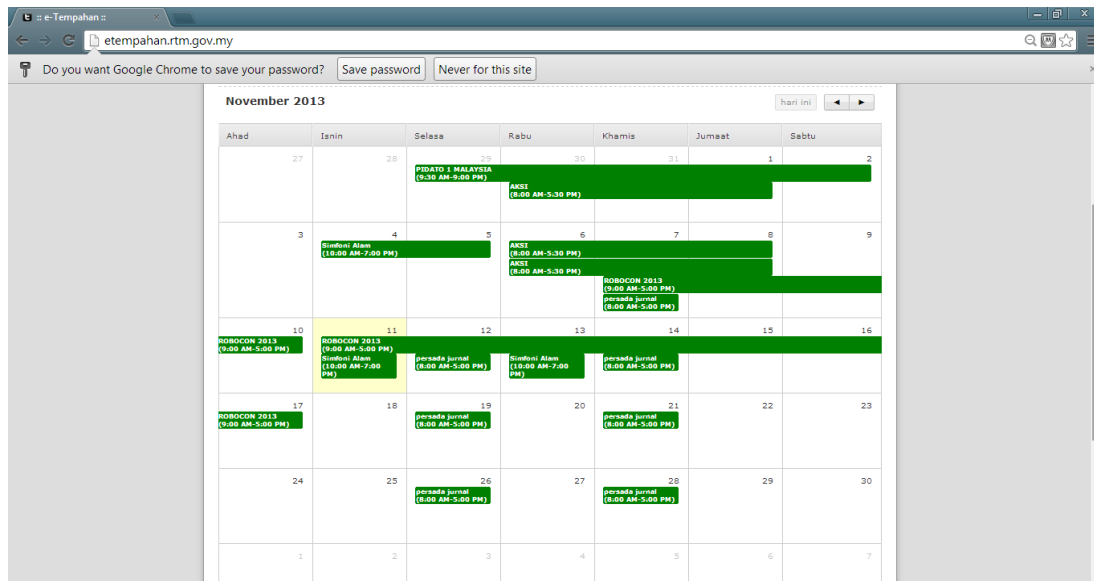 :: e-Tempahan ::
etempahan.rtm.gov.my
Do you want Google Chrome to save your password? Save password Never for this site
November 2013 hari ini
Ahad Isnin Selasa Rabu Khamis Jumaat Sabtu
27 28 29 30 31 1 2
PIDATO 1 MALAYSIA
(9:30 AM-9:00 PM)
AKSI
(8:00 AM-5:30 PM)
3 4 5 6 7 8 9
Simfoni Alam
(10:00 AM-7:00 PM)
AKSI
(8:00 AM-5:30 PM)
AKSI
(8:00 AM-5:30 PM)
ROBOCON 2013
(9:00 AM-5:00 PM)
persada jurnal
(8:00 AM-5:00 PM)
10 11 12 13 14 15 16
ROBOCON 2013
(9:00 AM-5:00 PM)
ROBOCON 2013
(9:00 AM-5:00 PM)
Simfoni Alam
(10:00 AM-7:00
PM)
persada jurnal
(8:00 AM-5:00 PM)
Simfoni Alam
(10:00 AM-7:00
PM)
persada jurnal
(8:00 AM-5:00 PM)
17 18 19 20 21 22 23
ROBOCON 2013
(9:00 AM-5:00 PM)
persada jurnal
(8:00 AM-5:00 PM)
persada jurnal
(8:00 AM-5:00 PM)
24 25 26 27 28 29 30
persada jurnal
(8:00 AM-5:00 PM)
persada jurnal
(8:00 AM-5:00 PM)
1 2 3 4 5 6 7